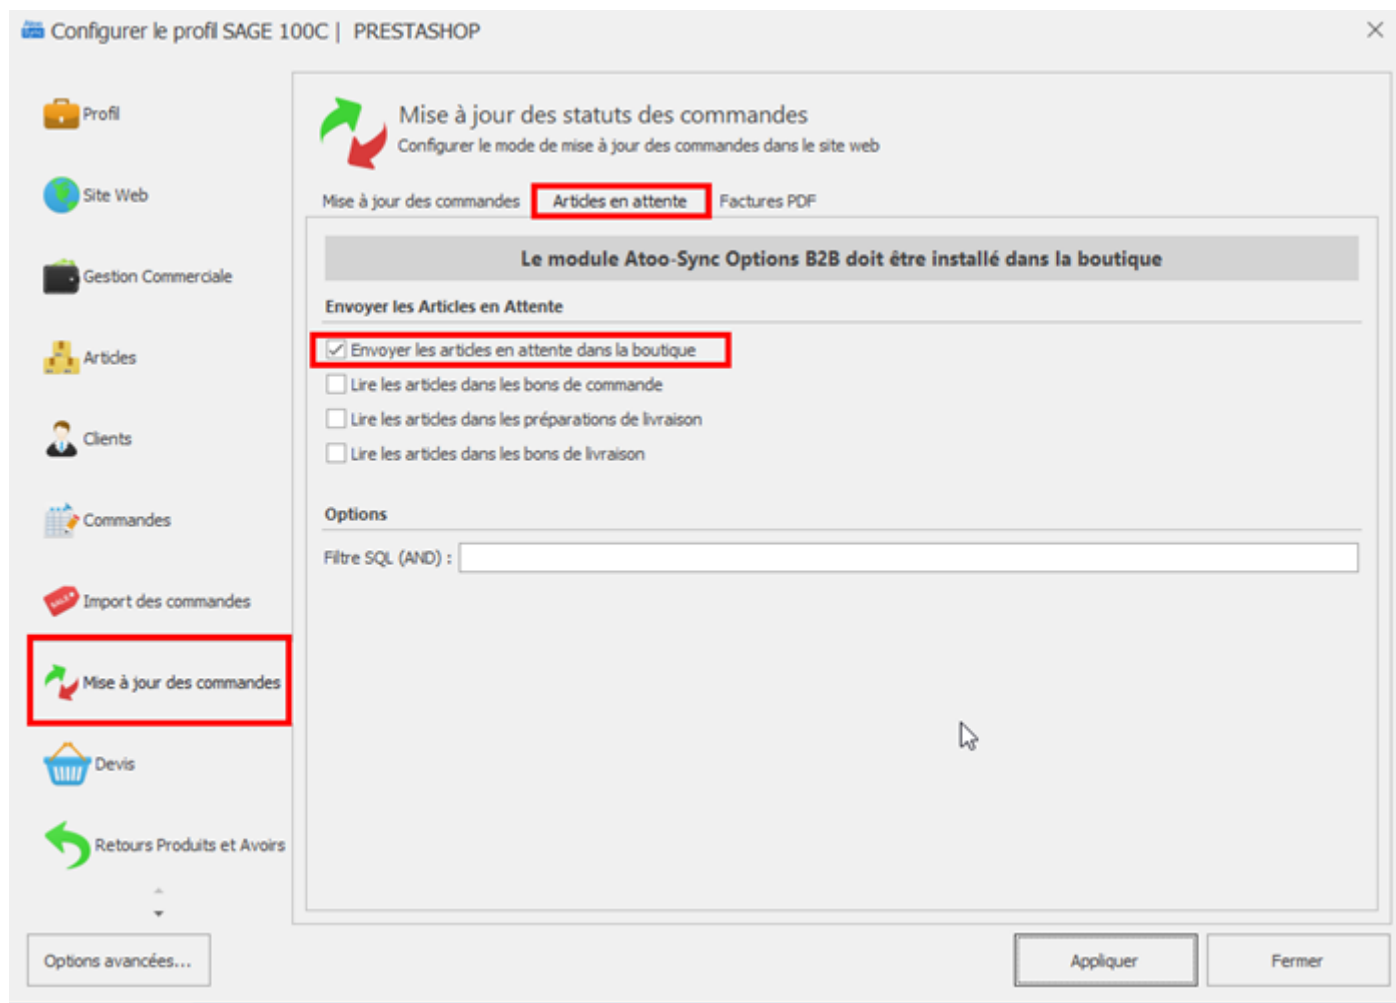 Configurer le profil SAGE 100C | PRESTASHOP
Profil
Site Web
Gestion Commerciale
Articles
Clients
Commandes
Import des commandes
Mise à jour des commandes
Devis
Retours Produits et Avoirs
Mise à jour des statuts des commandes
Configurer le mode de mise à jour des commandes dans le site web
Mise à jour des commandes Articles en attente Factures PDF
Le module Atoo-Sync Options B2B doit être installé dans la boutique
Envoyer les Articles en Attente
Envoyer les articles en attente dans la boutique
Lire les articles dans les bons de commande
Lire les articles dans les préparations de livraison
Lire les articles dans les bons de livraison
Options
Filtre SQL (AND) :
Options avancées... Appliquer Fermer